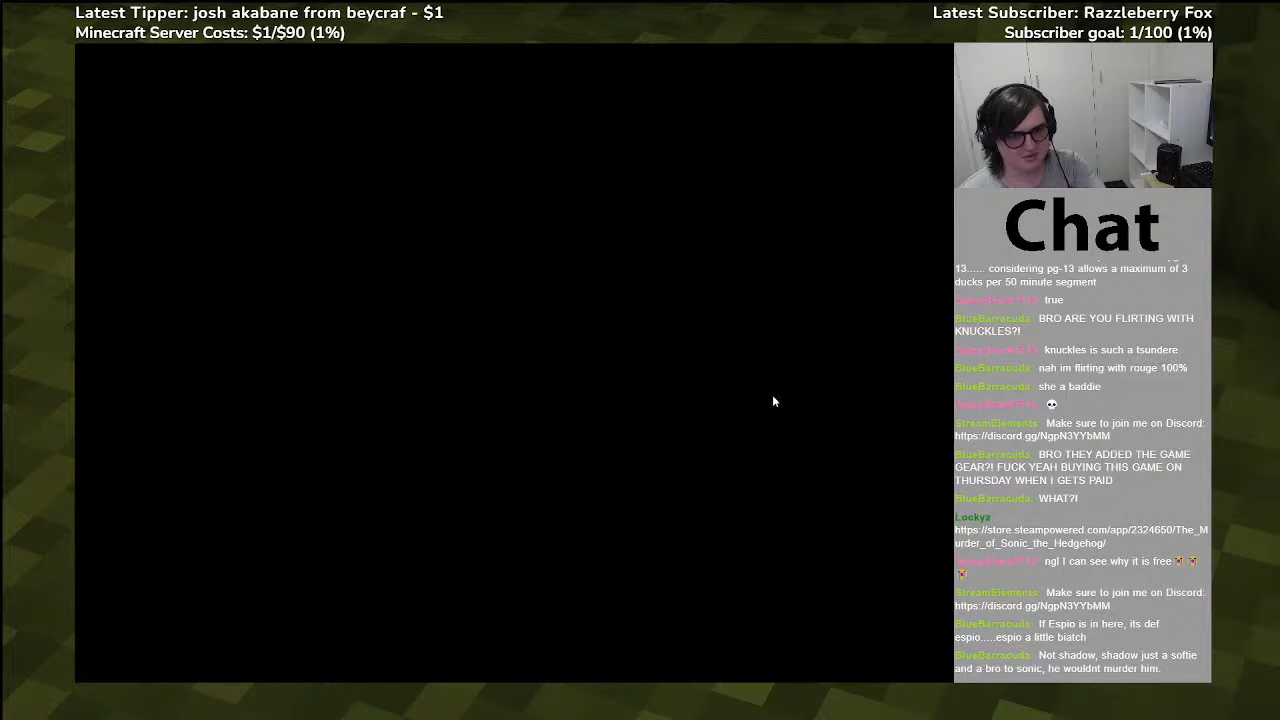 Latest Tipper: josh akabane from beycraf - $1
Minecraft Server Costs: $1/$90 (1%)
Latest Subscriber: Razzleberry Fox
Subscriber goal: 1/100 (1%)
Chat
13...... considering pg-13 allows a maximum of 3
ducks per 50 minute segment
true
BlueBarracuda: BRO ARE YOU FLIRTING WITH
KNUCKLES?!
knuckles is such a tsundere
BlueBarracuda: nah im flirting with rouge 100%
BlueBarracuda: she a baddie
StreamElements: Make sure to join me on Discord:
https://discord.gg/NgpN3YYbMM
BlueBarracuda: BRO THEY ADDED THE GAME
GEAR?! FUCK YEAH BUYING THIS GAME ON
THURSDAY WHEN I GETS PAID
BlueBarracuda: WHAT?!
Lockyz
https://store.steampowered.com/app/2324650/The_M
urder_of_Sonic_the_Hedgehog/
ngl I can see why it is free
StreamElements: Make sure to join me on Discord:
https://discord.gg/NgpN3YYbMM
BlueBarracuda: If Espio is in here, its def
espio.....espio a little biatch
BlueBarracuda: Not shadow, shadow just a softie
and a bro to sonic, he wouldnt murder him.